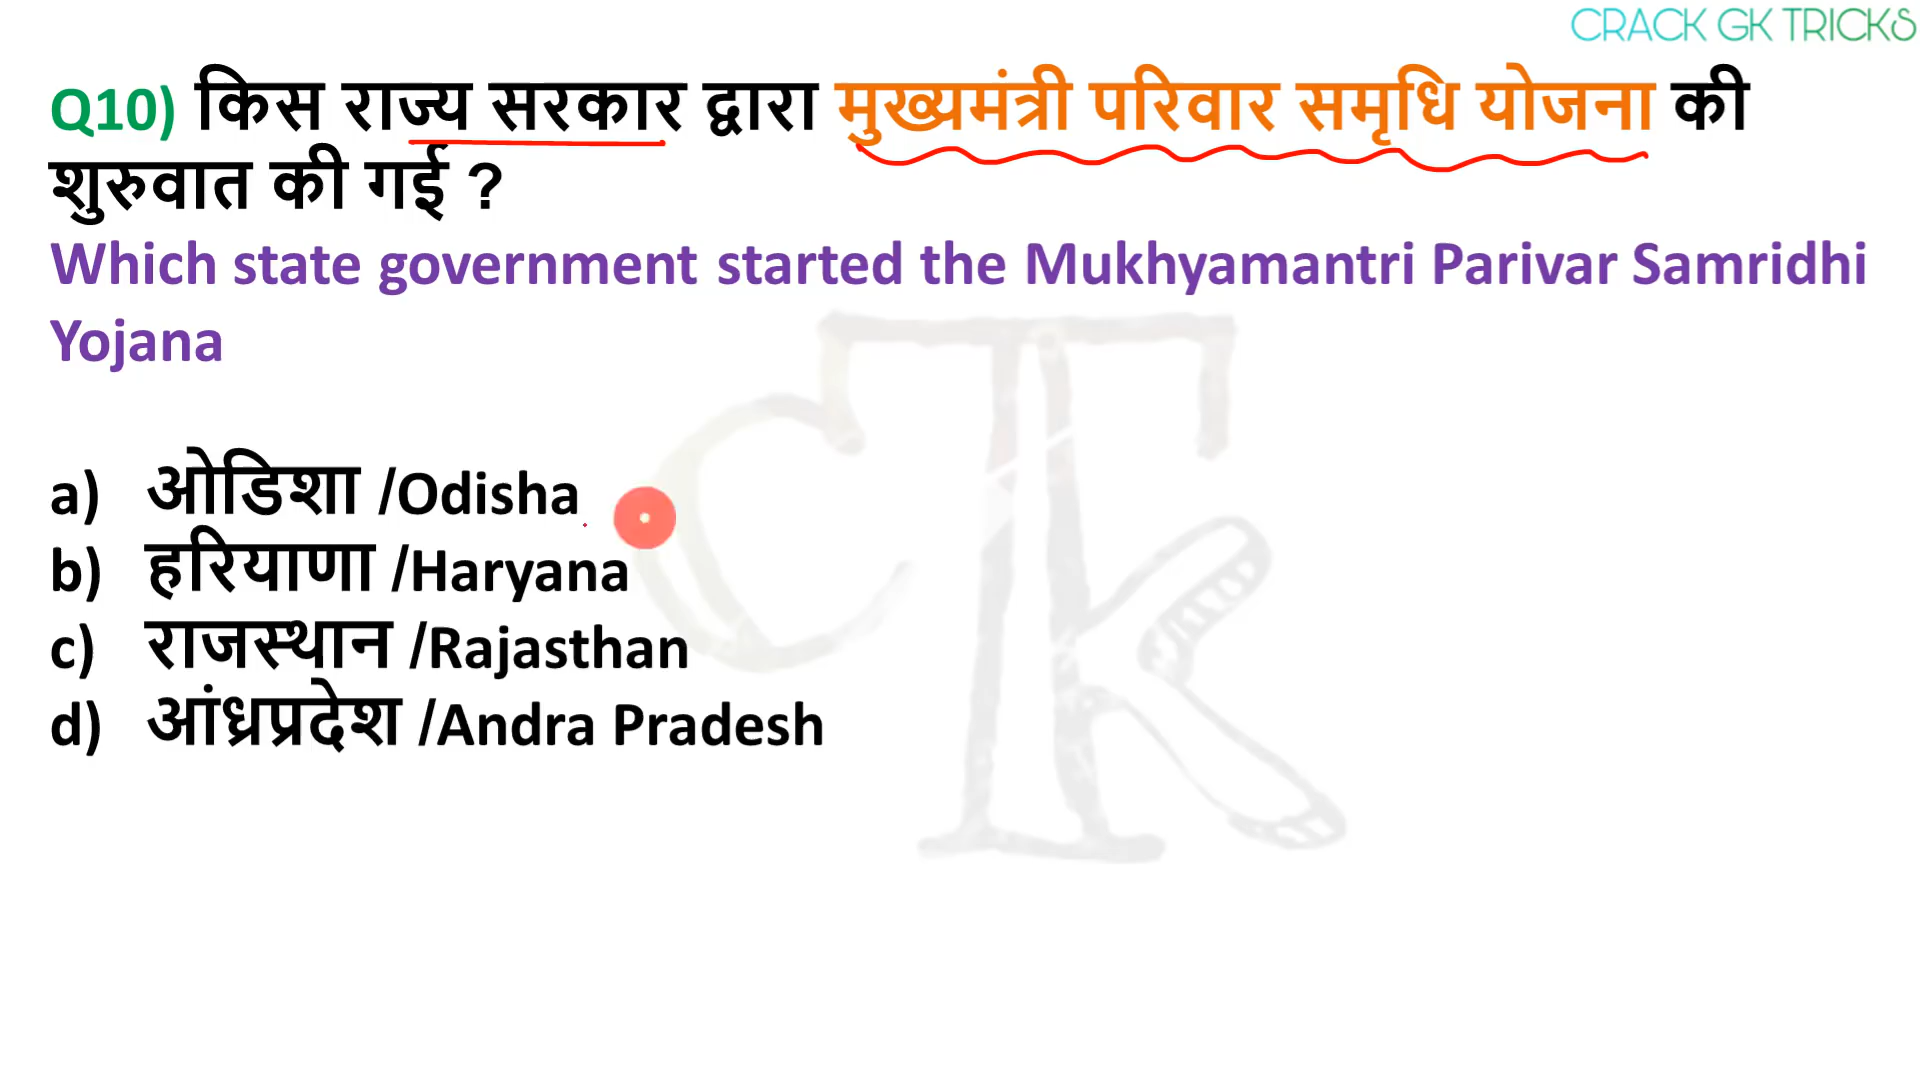 CRACK GK TRICKS
Q10) किस राज्य सरकार द्वारा मुख्यमंत्री परिवार समृधि योजना की
शुरुवात की गई ?
Which state government started the Mukhyamantri Parivar Samridhi
Yojana
a) ओडिशा /Odisha
b) हरियाणा /Haryana
c) राजस्थान /Rajasthan
d) आंध्रप्रदेश /Andra Pradesh